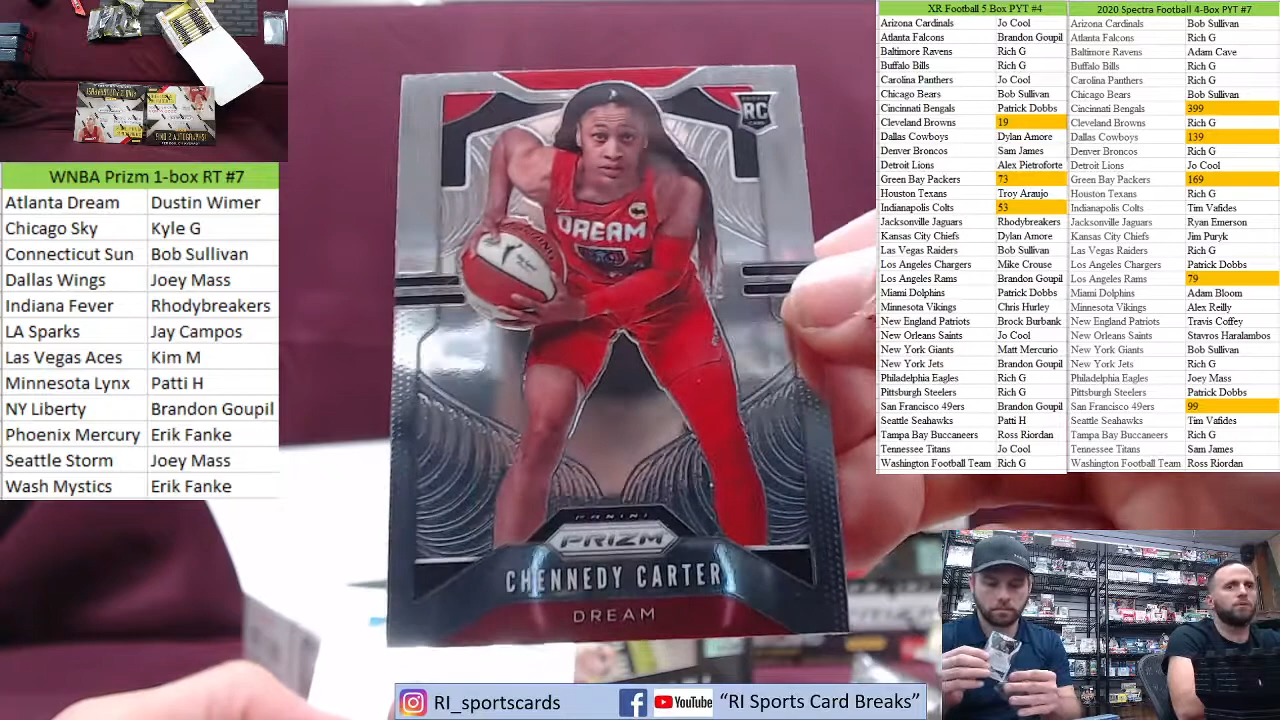 WNBA Prizm 1-box RT #7
Atlanta Dream Dustin Wimer
Chicago Sky Kyle G
Connecticut Sun Bob Sullivan
Dallas Wings Joey Mass
Indiana Fever Rhodybreakers
LA Sparks Jay Campos
Las Vegas Aces Kim M
Minnesota Lynx Patti H
NY Liberty Brandon Goupil
Phoenix Mercury Erik Fanke
Seattle Storm Joey Mass
Wash Mystics Erik Fanke
RC
DREAM
PANINI
PRIZM
CHENNEDY CARTER
DREAM
XR Football 5 Box PYT #4
Arizona Cardinals Jo Cool
Atlanta Falcons Brandon Goupil
Baltimore Ravens Rich G
Buffalo Bills Rich G
Carolina Panthers Jo Cool
Chicago Bears Bob Sullivan
Cincinnati Bengals Patrick Dobbs
Cleveland Browns 19
Dallas Cowboys Dylan Amore
Denver Broncos Sam James
Detroit Lions Alex Pietroforte
Green Bay Packers 73
Houston Texans Troy Araujo
Indianapolis Colts 53
Jacksonville Jaguars Rhodybreakers
Kansas City Chiefs Dylan Amore
Las Vegas Raiders Bob Sullivan
Los Angeles Chargers Mike Crouse
Los Angeles Rams Brandon Goupil
Miami Dolphins Patrick Dobbs
Minnesota Vikings Chris Hurley
New England Patriots Brock Burbank
New Orleans Saints Jo Cool
New York Giants Matt Mercurio
New York Jets Brandon Goupil
Philadelphia Eagles Rich G
Pittsburg Steelers Rich G
San Francisco 49ers Brandon Goupil
Seattle Seahawks Patti H
Tampa Bay Buccaneers Ross Riordan
Tennessee Titans Jo Cool
Washington Football Team Rich G
2020 Spectra Football 4-Box PYT #7
Arizona Cardinals Bob Sullivan
Atlanta Falcons Rich G
Baltimore Ravens Adam Cave
Buffalo Bills Rich G
Carolina Panthers Rich G
Chicago Bears Bob Sullivan
Cincinnati Bengals 399
Cleveland Browns Rich G
Dallas Cowboys 139
Denver Broncos Rich G
Detroit Lions Jo Cool
Green Bay Packers 169
Houston Texans Rich G
Indianapolis Colts Tim Vafides
Jacksonville Jaguars Ryan Emerson
Kansas City Chiefs Jim Puryk
Las Vegas Raiders Rich G
Los Angeles Chargers Patrick Dobbs
Los Angeles Rams 79
Miami Dolphins Adam Bloom
Minnesota Vikings Alex Reilly
New England Patriots Travis Coffey
New Orleans Saints Stavros Haralambos
New York Giants Bob Sullivan
New York Jets Rich G
Philadelphia Eagles Joey Mass
Pittsburg Steelers Patrick Dobbs
San Francisco 49ers 99
Seattle Seahawks Tim Vafides
Tampa Bay Buccaneers Rich G
Tennessee Titans Sam James
Washington Football Team Ross Riordan
RI_sportscards YouTube "RI Sports Card Breaks"